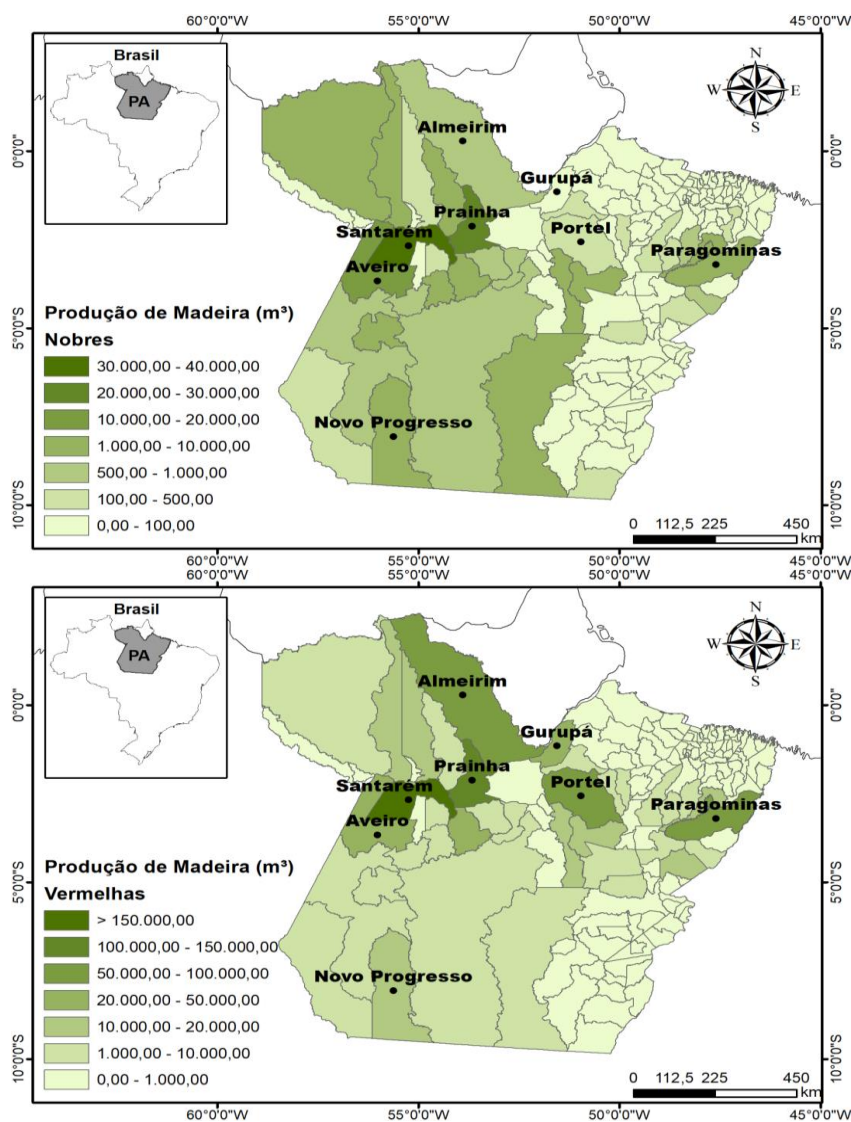 60°0'0"W 55°0'0"W 50°0'0"W 45°0'0"W
Brasil
PA
N
W E
S
0°0'0"
5°0'0"S
10°0'0"S
0°0'0"
5°0'0"S
10°0'0"S
Almeirim
Gurupá
Prainha
Santarém
Portel
Aveiro
Paragominas
Novo Progresso
Produção de Madeira (m³)
Nobres
30.000,00 - 40.000,00
20.000,00 - 30.000,00
10.000,00 - 20.000,00
1.000,00 - 10.000,00
500,00 - 1.000,00
100,00 - 500,00
0,00 - 100,00
0 112,5 225 450
km
60°0'0"W 55°0'0"W 50°0'0"W 45°0'0"W
60°0'0"W 55°0'0"W 50°0'0"W 45°0'0"W
Brasil
PA
N
W E
S
0°0'0"
5°0'0"S
10°0'0"S
0°0'0"
5°0'0"S
10°0'0"S
Almeirim
Gurupá
Prainha
Santarém
Portel
Aveiro
Paragominas
Novo Progresso
Produção de Madeira (m³)
Vermelhas
> 150.000,00
100.000,00 - 150.000,00
50.000,00 - 100.000,00
20.000,00 - 50.000,00
10.000,00 - 20.000,00
1.000,00 - 10.000,00
0,00 - 1.000,00
0 112,5 225 450
km
60°0'0"W 55°0'0"W 50°0'0"W 45°0'0"W